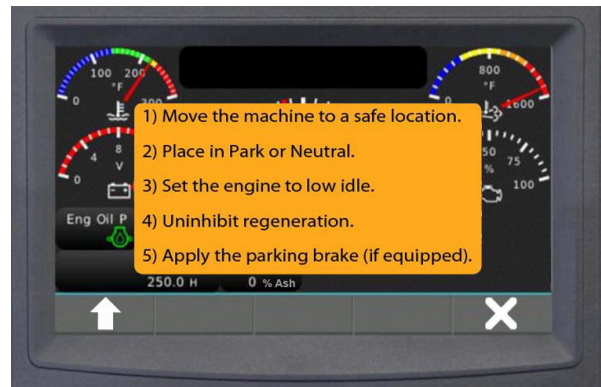 100 200
800
°F
°F
0
300
0
1600
1) Move the machine to a safe location.
2) Place in Park or Neutral.
3) Set the engine to low idle.
4) Uninhibit regeneration.
5) Apply the parking brake (if equipped).
4 8
V
0
50
75
%
100
Eng Oil P
250.0 H
0 % Ash